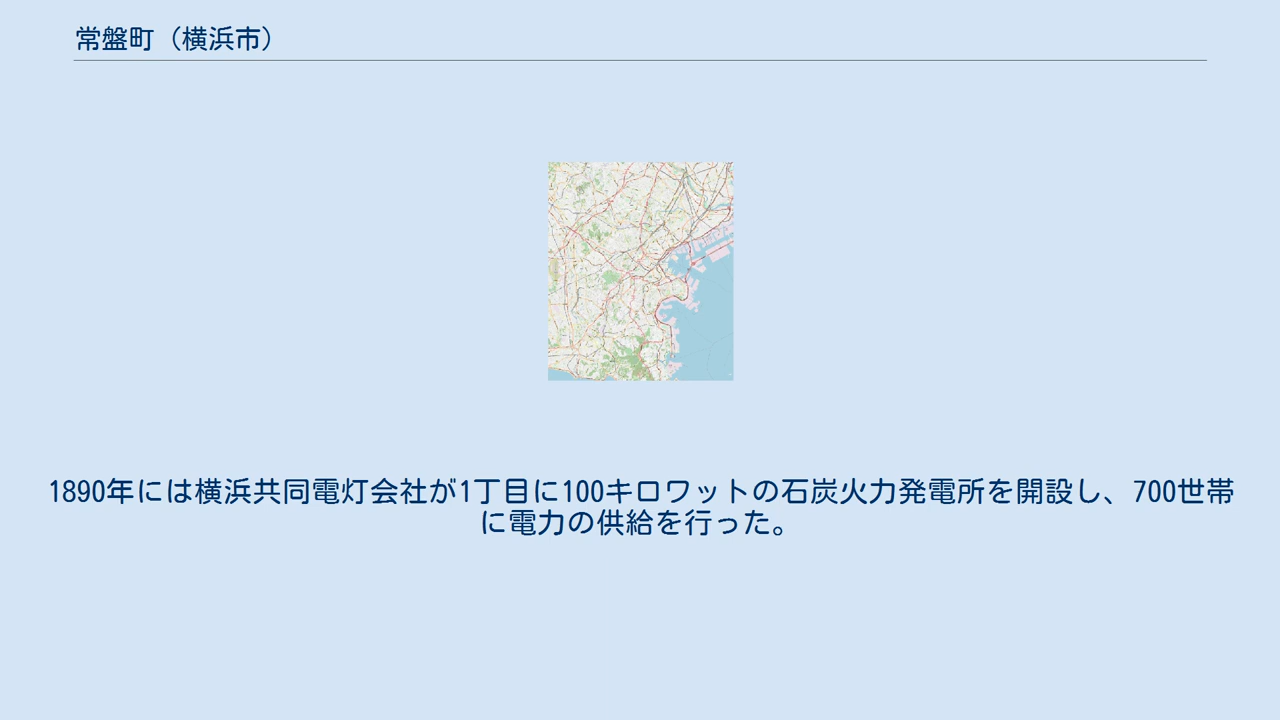 常盤町（横浜市）
1890年には横浜共同電灯会社が1丁目に100キロワットの石炭火力発電所を開設し、700世帯
に電力の供給を行った。